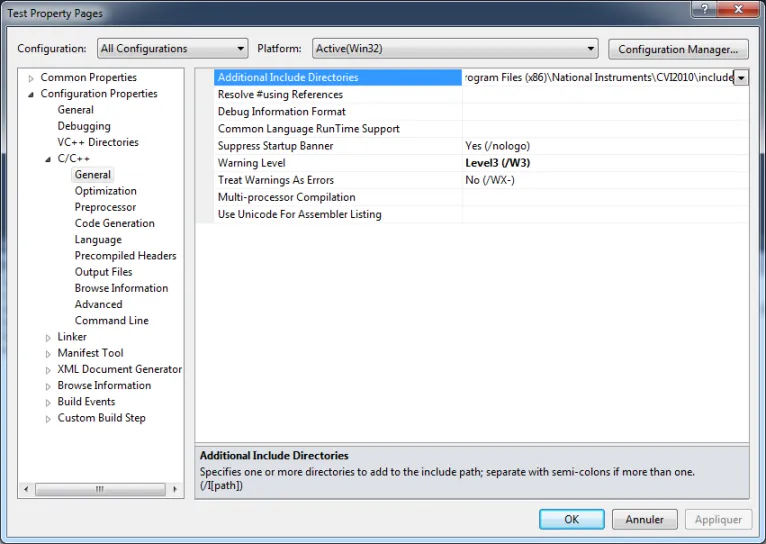 Test Property Pages
Configuration: All Configurations Platform: Active(Win32) Configuration Manager...
Common Properties
Configuration Properties
General
Debugging
VC++ Directories
C/C++
General
Optimization
Preprocessor
Code Generation
Language
Precompiled Headers
Output Files
Browse Information
Advanced
Command Line
Linker
Manifest Tool
XML Document Generator
Browse Information
Build Events
Custom Build Step
Additional Include Directories rogram Files (x86)\National Instruments\CVI2010\include
Resolve #using References
Debug Information Format
Common Language RunTime Support
Suppress Startup Banner Yes (/nologo)
Warning Level Level3 (/W3)
Treat Warnings As Errors No (/WX-)
Multi-processor Compilation
Use Unicode For Assembler Listing
Additional Include Directories
Specifies one or more directories to add to the include path; separate with semi-colons if more than one.
(/I[path])
OK Annuler Appliquer